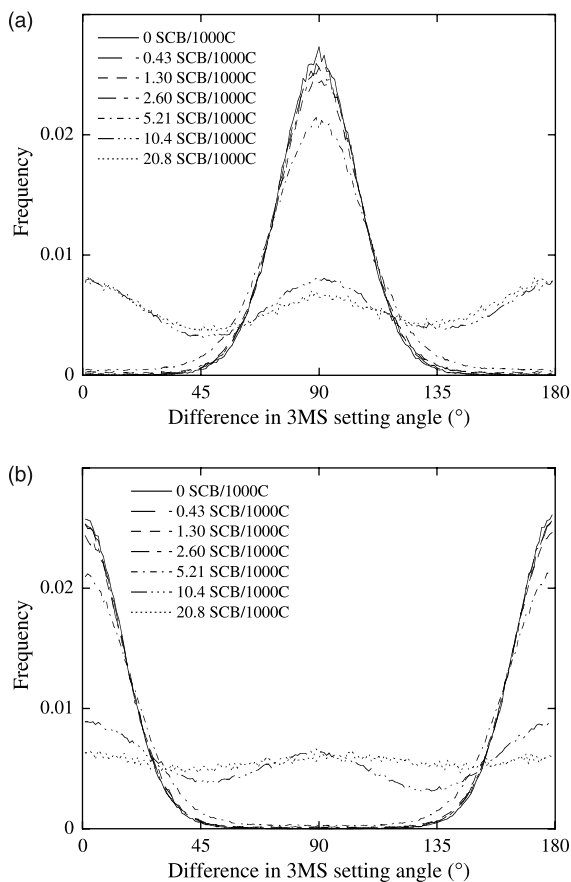 (a)
0 SCB/1000C
0.43 SCB/1000C
1.30 SCB/1000C
2.60 SCB/1000C
5.21 SCB/1000C
10.4 SCB/1000C
20.8 SCB/1000C
0.02
0.01
0
Frequency
0 45 90 135 180
Difference in 3MS setting angle (°)
(b)
0 SCB/1000C
0.43 SCB/1000C
1.30 SCB/1000C
2.60 SCB/1000C
5.21 SCB/1000C
10.4 SCB/1000C
20.8 SCB/1000C
0.02
0.01
0
Frequency
0 45 90 135 180
Difference in 3MS setting angle (°)